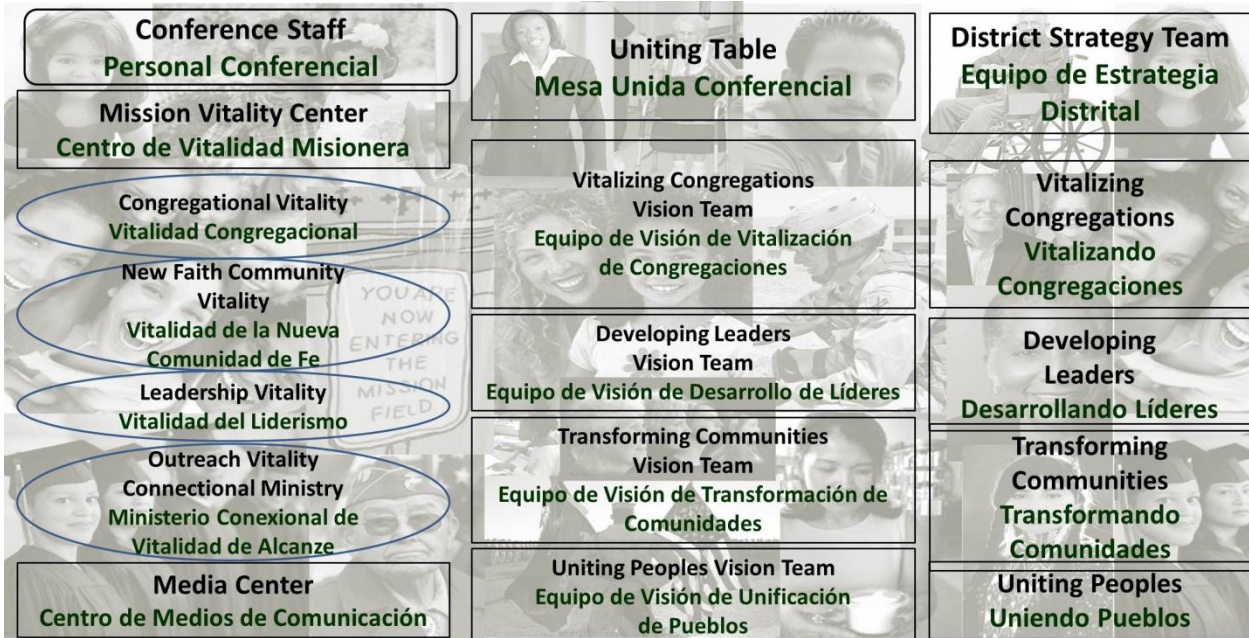 Conference Staff
Personal Conferencial
Mission Vitality Center
Centro de Vitalidad Misionera
Congregational Vitality
Vitalidad Congregacional
New Faith Community
Vitality
Vitalidad de la Nueva
Comunidad de Fe
Leadership Vitality
Vitalidad del Liderismo
Outreach Vitality
Connectional Ministry
Ministerio Conexional de
Vitalidad de Alcanze
Media Center
Centro de Medios de Comunicación
YOU ARE
NOW
ENTERING
THE
MISSION
FIELD
Uniting Table
Mesa Unida Conferencial
Vitalizing Congregations
Vision Team
Equipo de Visión de Vitalización
de Congregaciones
Developing Leaders
Vision Team
Equipo de Visión de Desarrollo de Líderes
Transforming Communities
Vision Team
Equipo de Visión de Transformación de
Comunidades
Uniting Peoples Vision Team
Equipo de Visión de Unificación
de Pueblos
District Strategy Team
Equipo de Estrategia
Distrital
Vitalizing
Congregations
Vitalizando
Congregaciones
Developing
Leaders
Desarrollando Líderes
Transforming
Communities
Transformando
Comunidades
Uniting Peoples
Uniendo Pueblos